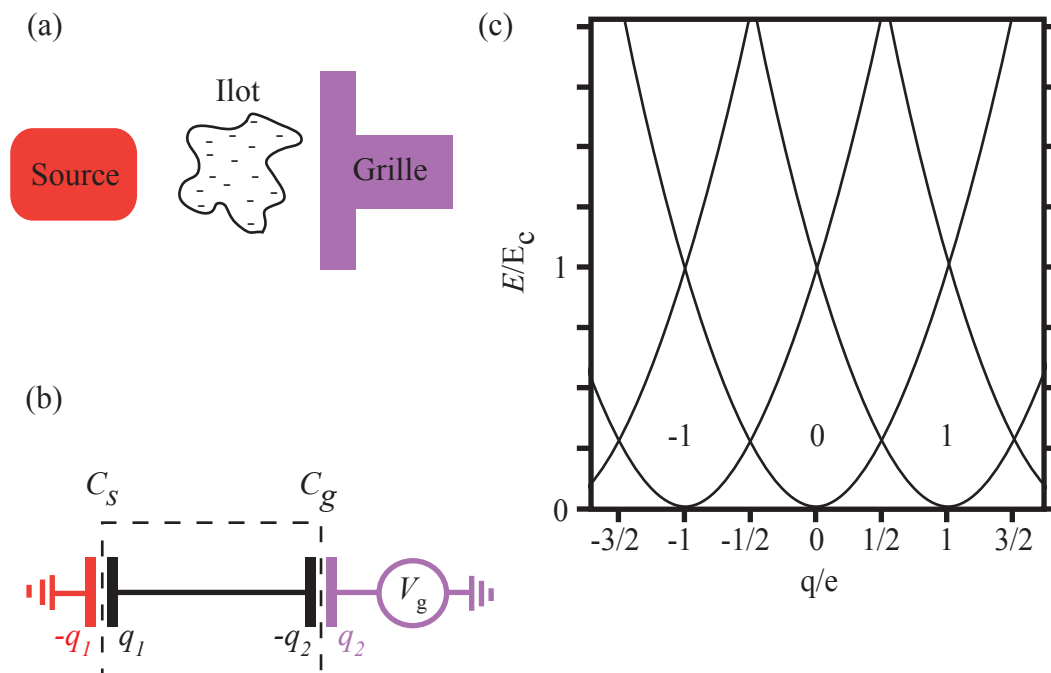 (a)
Ilot
Source
Grille
(b)
C_s C_g
V_g
-q_1 q_1 -q_2 q_2
(c)
E/E_c
1
-1 0 1
0
-3/2 -1 -1/2 0 1/2 1 3/2
q/e